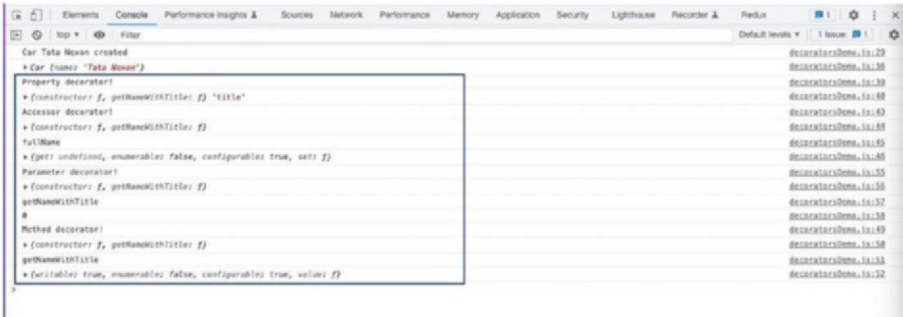 Elements Console Performance insights Sources Network Performance Memory Application Security Lighthouse Recorder Redux 1
top Filter Default levels 1 Issue: 1
Car Tata Nexon created decoratorsDemo.js:29
Car {name: "Tata Nexon"} decoratorsDemo.js:36
Property decorator! decoratorsDemo.js:39
{constructor: f, getNameWithTitle: f} "title" decoratorsDemo.js:40
Accessor decorator! decoratorsDemo.js:43
{constructor: f, getNameWithTitle: f} decoratorsDemo.js:44
fullName decoratorsDemo.js:45
{get: undefined, enumerable: false, configurable: true, set: f} decoratorsDemo.js:46
Parameter decorator! decoratorsDemo.js:55
{constructor: f, getNameWithTitle: f} decoratorsDemo.js:56
getNameWithTitle decoratorsDemo.js:57
0 decoratorsDemo.js:58
Method decorator! decoratorsDemo.js:49
{constructor: f, getNameWithTitle: f} decoratorsDemo.js:50
getNameWithTitle decoratorsDemo.js:51
{writable: true, enumerable: false, configurable: true, value: f} decoratorsDemo.js:52